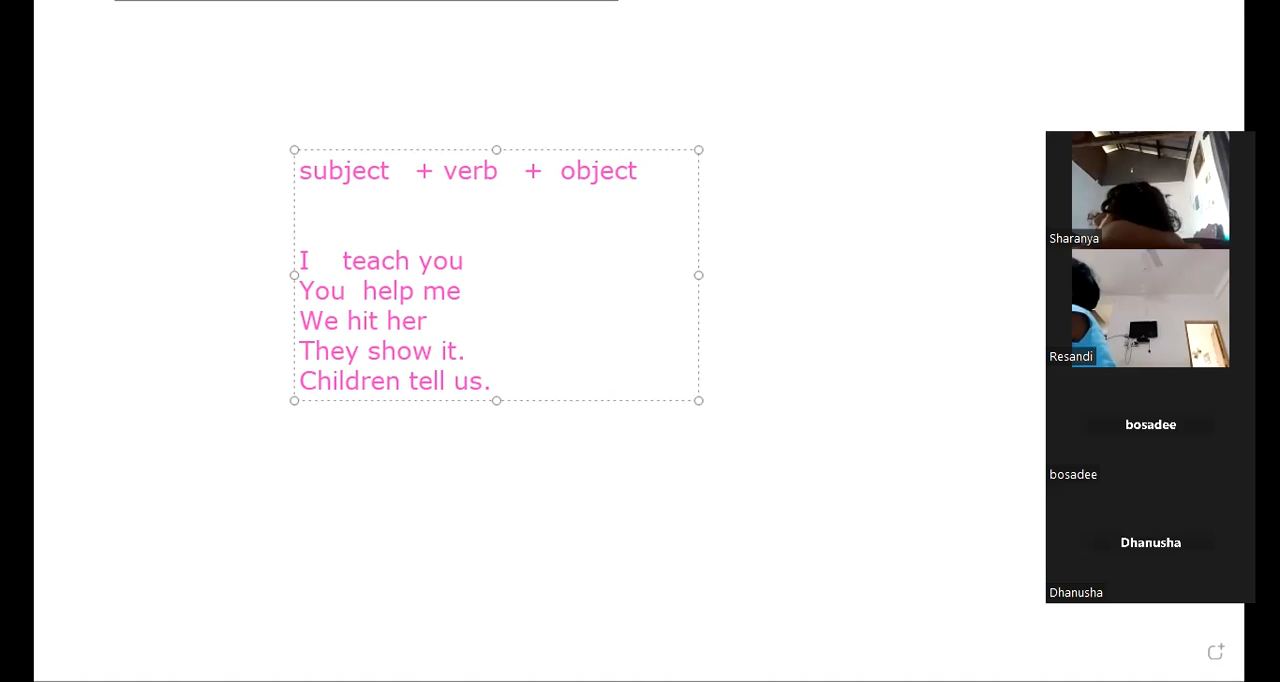 subject + verb + object
I teach you
You help me
We hit her
They show it.
Children tell us.
Sharanya
Resandi
bosadee
bosadee
Dhanusha
Dhanusha